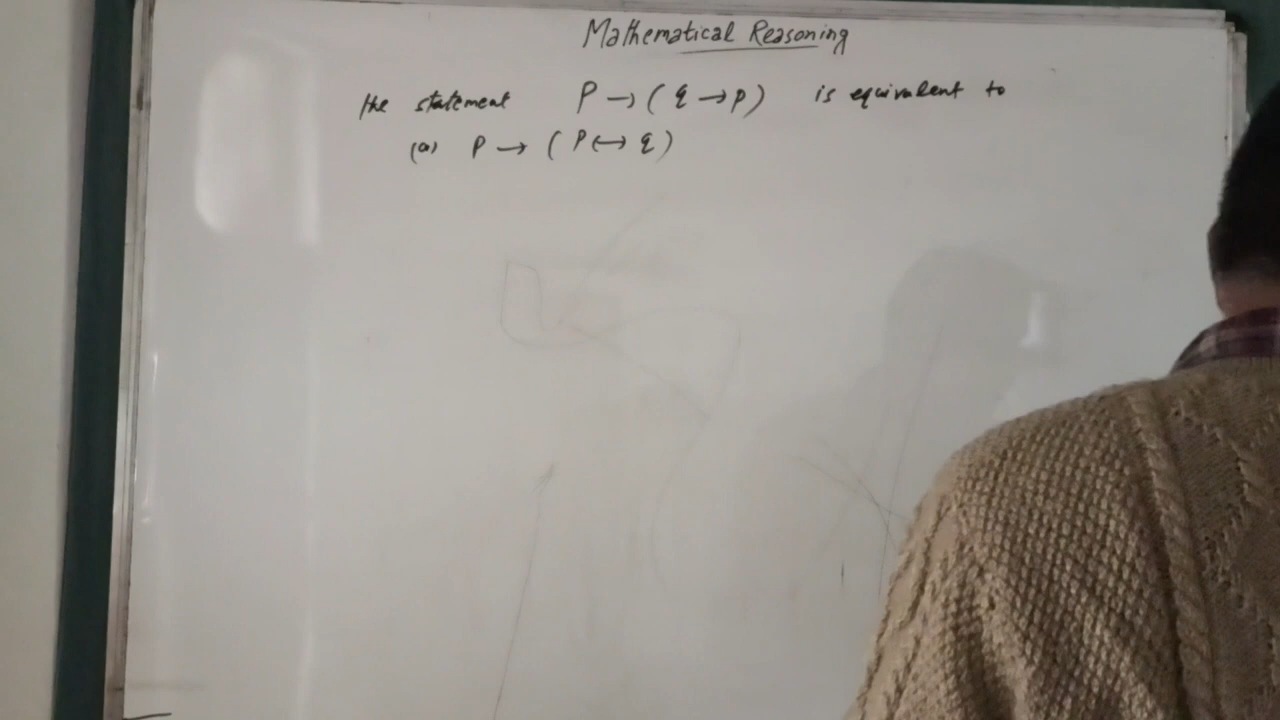 Mathematical Reasoning
the statement P → ( q → p ) is equivalent to
(a) P → ( P ↔ q )